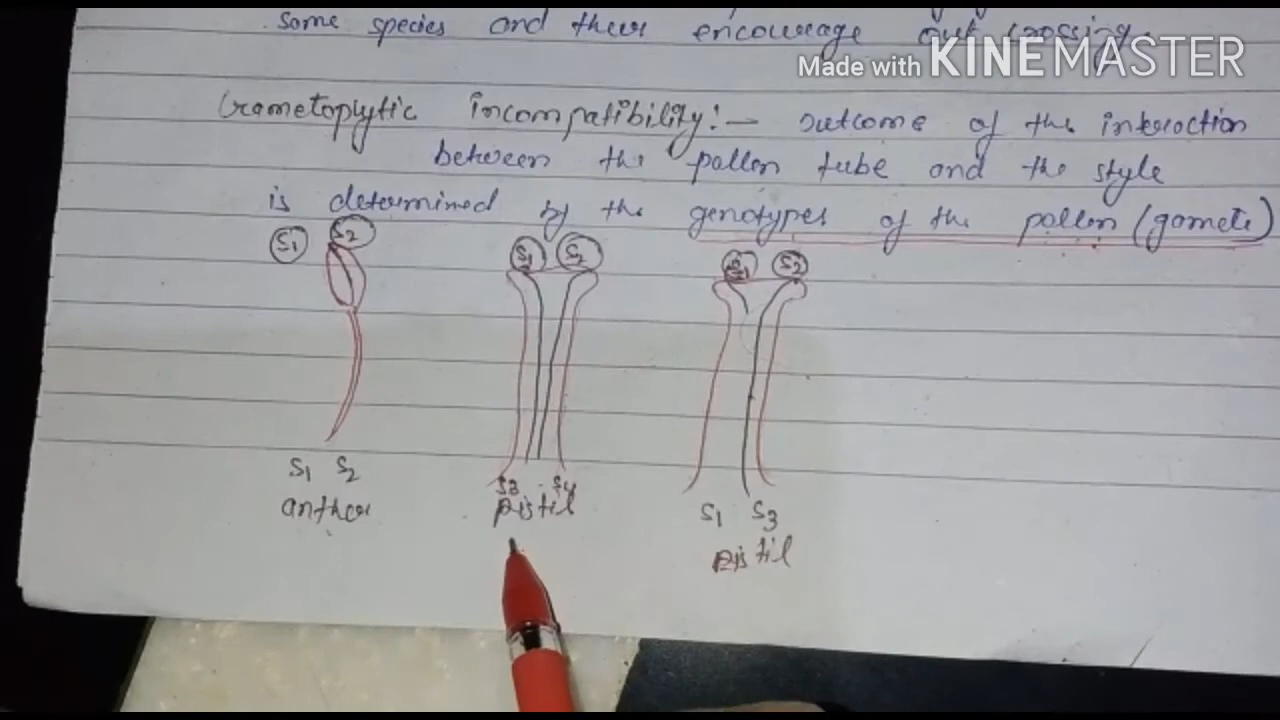 some species and their encourage out crossing.
Made with KINEMASTER
Gametophytic incompatibility:- outcome of the interaction
between the pollen tube and the style
is determined by the genotypes of the pollen (gamete)
S1 S2 S1 S2 S1 S2
S1 S2 S3 S4 S1 S3
anther pistil pistil